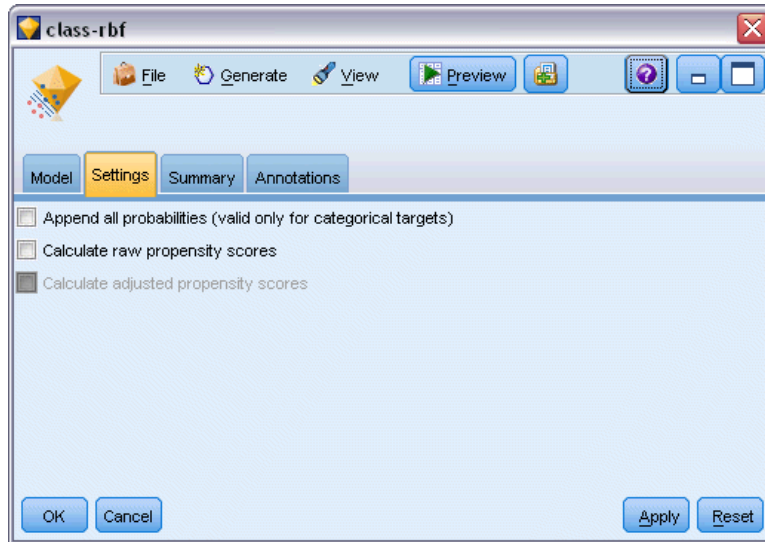 class-rbf
File Generate View Preview
Model Settings Summary Annotations
Append all probabilities (valid only for categorical targets)
Calculate raw propensity scores
Calculate adjusted propensity scores
OK Cancel Apply Reset